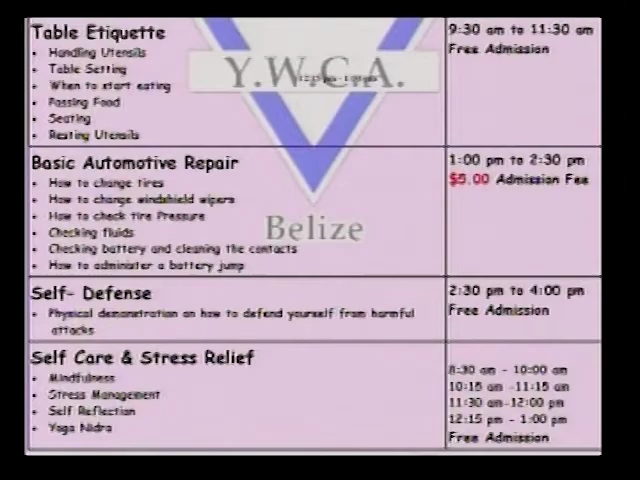 Table Etiquette
9:30 am to 11:30 am
• Handling Utensils
Free Admission
• Table Setting
• When to start eating
• Passing Food
• Seating
• Resting Utensils
Y.W.C.A.
12:15 pm - 1:00 pm
Basic Automotive Repair
1:00 pm to 2:30 pm
• How to change tires
$5.00 Admission Fee
• How to change windshield wipers
• How to check tire Pressure
• Checking fluids
• Checking battery and cleaning the contacts
• How to administer a battery jump
Belize
Self- Defense
2:30 pm to 4:00 pm
• Physical demonstration on how to defend yourself from harmful
attacks
Free Admission
Self Care & Stress Relief
• Mindfulness
• Stress Management
• Self Reflection
• Yoga Nidra
8:30 am - 10:00 am
10:15 am -11:15 am
11:30 am-12:00 pm
12:15 pm - 1:00 pm
Free Admission